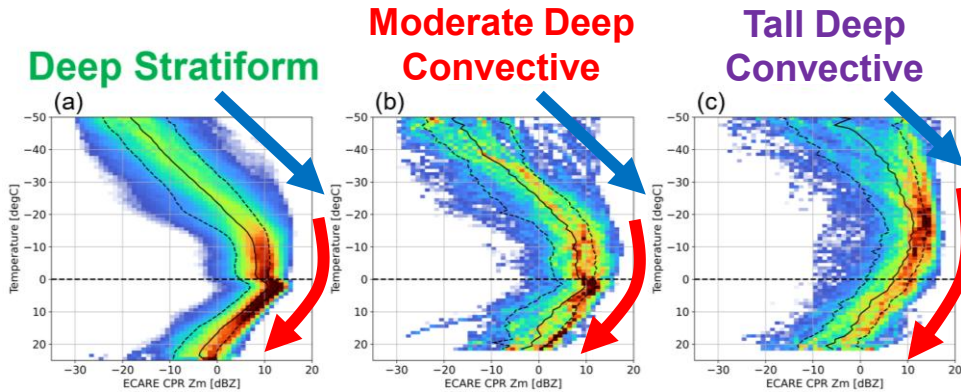 Deep Stratiform
Moderate Deep
Convective
Tall Deep
Convective
(a)
-50
-40
-30
-20
-10
0
10
20
Temperature [degC]
-30 -20 -10 0 10 20
ECARE CPR Zm [dBZ]
(b)
-50
-40
-30
-20
-10
0
10
20
Temperature [degC]
-30 -20 -10 0 10 20
ECARE CPR Zm [dBZ]
(c)
-50
-40
-30
-20
-10
0
10
20
Temperature [degC]
-30 -20 -10 0 10 20
ECARE CPR Zm [dBZ]